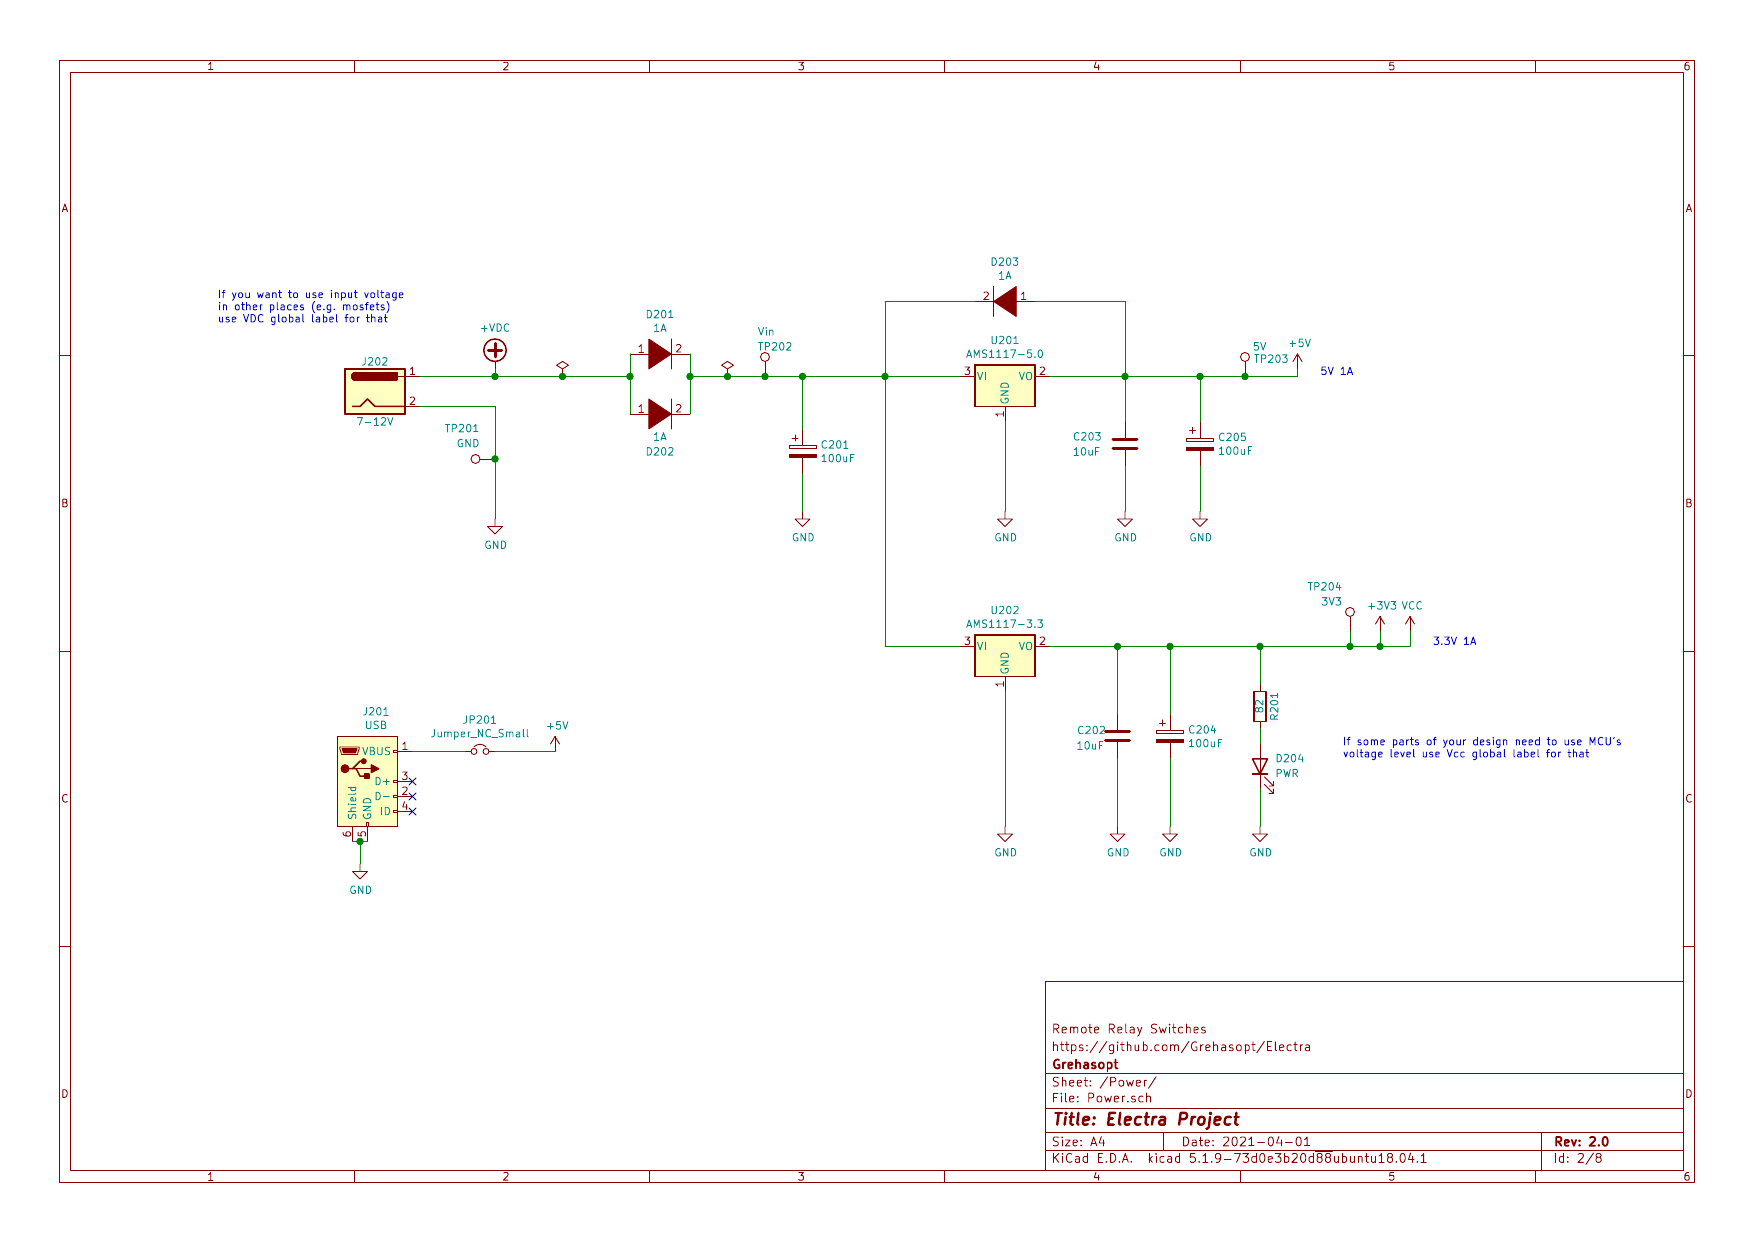 1 2 3 4 5 6
A A
B B
C C
D D
If you want to use input voltage
in other places (e.g. mosfets)
use VDC global label for that
+VDC
J202
1
2
7-12V
TP201
GND
GND
D201
1A
1 2
1 2
1A
D202
Vin
TP202
+
C201
100uF
GND
D203
1A
2 1
U201
AMS1117-5.0
3 VI VO 2
GND
1
GND
C203
10uF
GND
+
C205
100uF
GND
5V
TP203
+5V
5V 1A
U202
AMS1117-3.3
3 VI VO 2
GND
1
GND
C202
10uF
GND
+
C204
100uF
GND
82
R201
D204
PWR
GND
TP204
3V3
+3V3 VCC
3.3V 1A
If some parts of your design need to use MCU's
voltage level use Vcc global label for that
J201
USB
VBUS 1
D+ 3
D- 2
ID 4
Shield
GND
6 5
GND
JP201
Jumper_NC_Small
+5V
Remote Relay Switches
https://github.com/Grehasopt/Electra
Grehasopt
Sheet: /Power/
File: Power.sch
Title: Electra Project
Size: A4 Date: 2021-04-01 Rev: 2.0
KiCad E.D.A. kicad 5.1.9-73d0e3b20d88ubuntu18.04.1 Id: 2/8
1 2 3 4 5 6